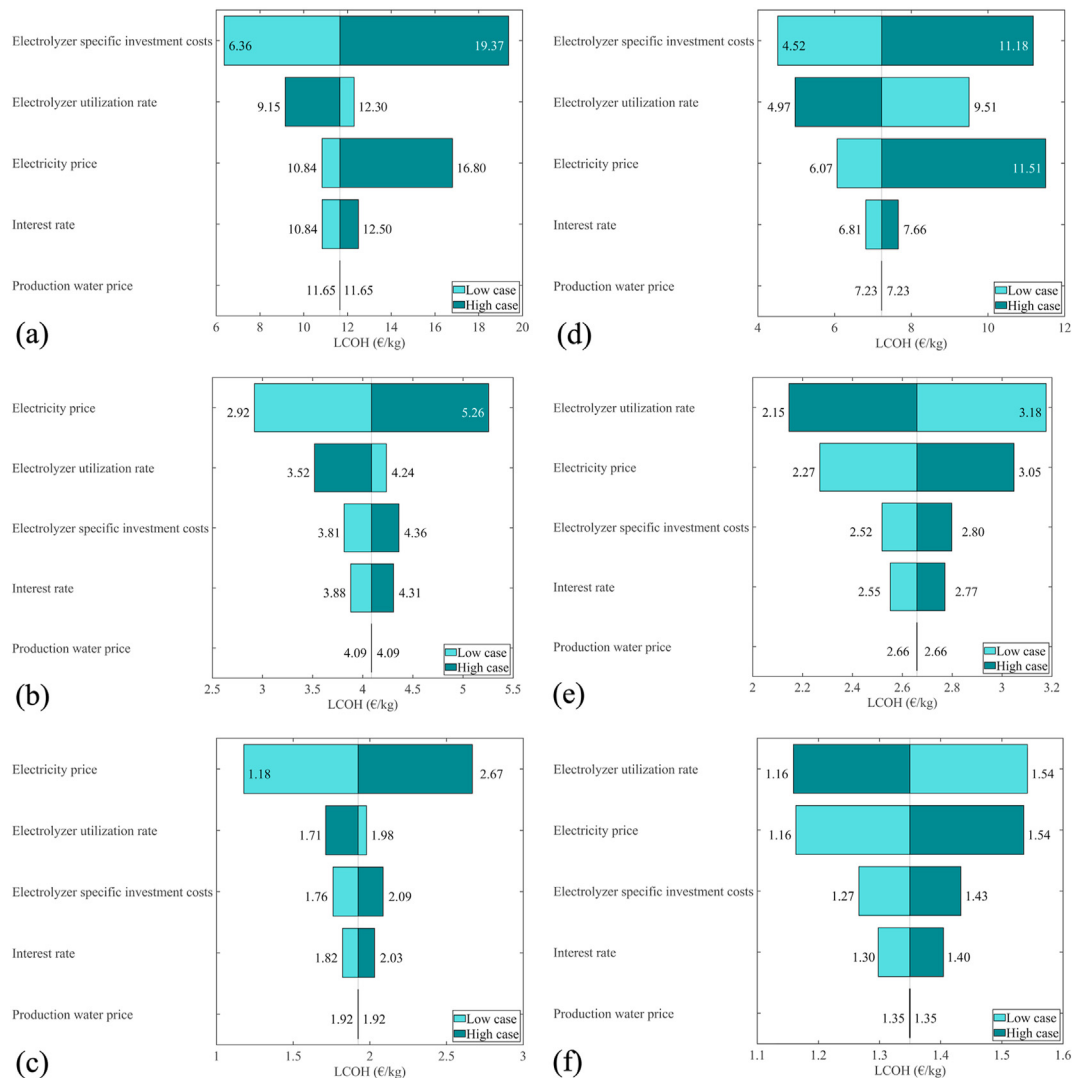 Electrolyzer specific investment costs
6.36
19.37
Electrolyzer utilization rate
9.15
12.30
Electricity price
10.84
16.80
Interest rate
10.84
12.50
Production water price
11.65
11.65
Low case
High case
6 8 10 12 14 16 18 20
LCOH (€/kg)
(a)
Electrolyzer specific investment costs
4.52
11.18
Electrolyzer utilization rate
4.97
9.51
Electricity price
6.07
11.51
Interest rate
6.81
7.66
Production water price
7.23
7.23
Low case
High case
4 6 8 10 12
LCOH (€/kg)
(d)
Electricity price
2.92
5.26
Electrolyzer utilization rate
3.52
4.24
Electrolyzer specific investment costs
3.81
4.36
Interest rate
3.88
4.31
Production water price
4.09
4.09
Low case
High case
2.5 3 3.5 4 4.5 5 5.5
LCOH (€/kg)
(b)
Electrolyzer utilization rate
2.15
3.18
Electricity price
2.27
3.05
Electrolyzer specific investment costs
2.52
2.80
Interest rate
2.55
2.77
Production water price
2.66
2.66
Low case
High case
2 2.2 2.4 2.6 2.8 3 3.2
LCOH (€/kg)
(e)
Electricity price
1.18
2.67
Electrolyzer utilization rate
1.71
1.98
Electrolyzer specific investment costs
1.76
2.09
Interest rate
1.82
2.03
Production water price
1.92
1.92
Low case
High case
1 1.5 2 2.5 3
LCOH (€/kg)
(c)
Electrolyzer utilization rate
1.16
1.54
Electricity price
1.16
1.54
Electrolyzer specific investment costs
1.27
1.43
Interest rate
1.30
1.40
Production water price
1.35
1.35
Low case
High case
1.1 1.2 1.3 1.4 1.5 1.6
LCOH (€/kg)
(f)